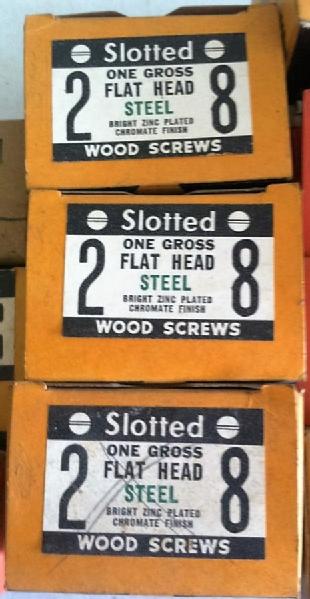 Slotted
2 ONE GROSS 8
FLAT HEAD
STEEL
BRIGHT ZINC PLATED
CHROMATE FINISH
WOOD SCREWS
Slotted
2 ONE GROSS 8
FLAT HEAD
STEEL
BRIGHT ZINC PLATED
CHROMATE FINISH
WOOD SCREWS
Slotted
2 ONE GROSS 8
FLAT HEAD
STEEL
BRIGHT ZINC PLATED
CHROMATE FINISH
WOOD SCREWS